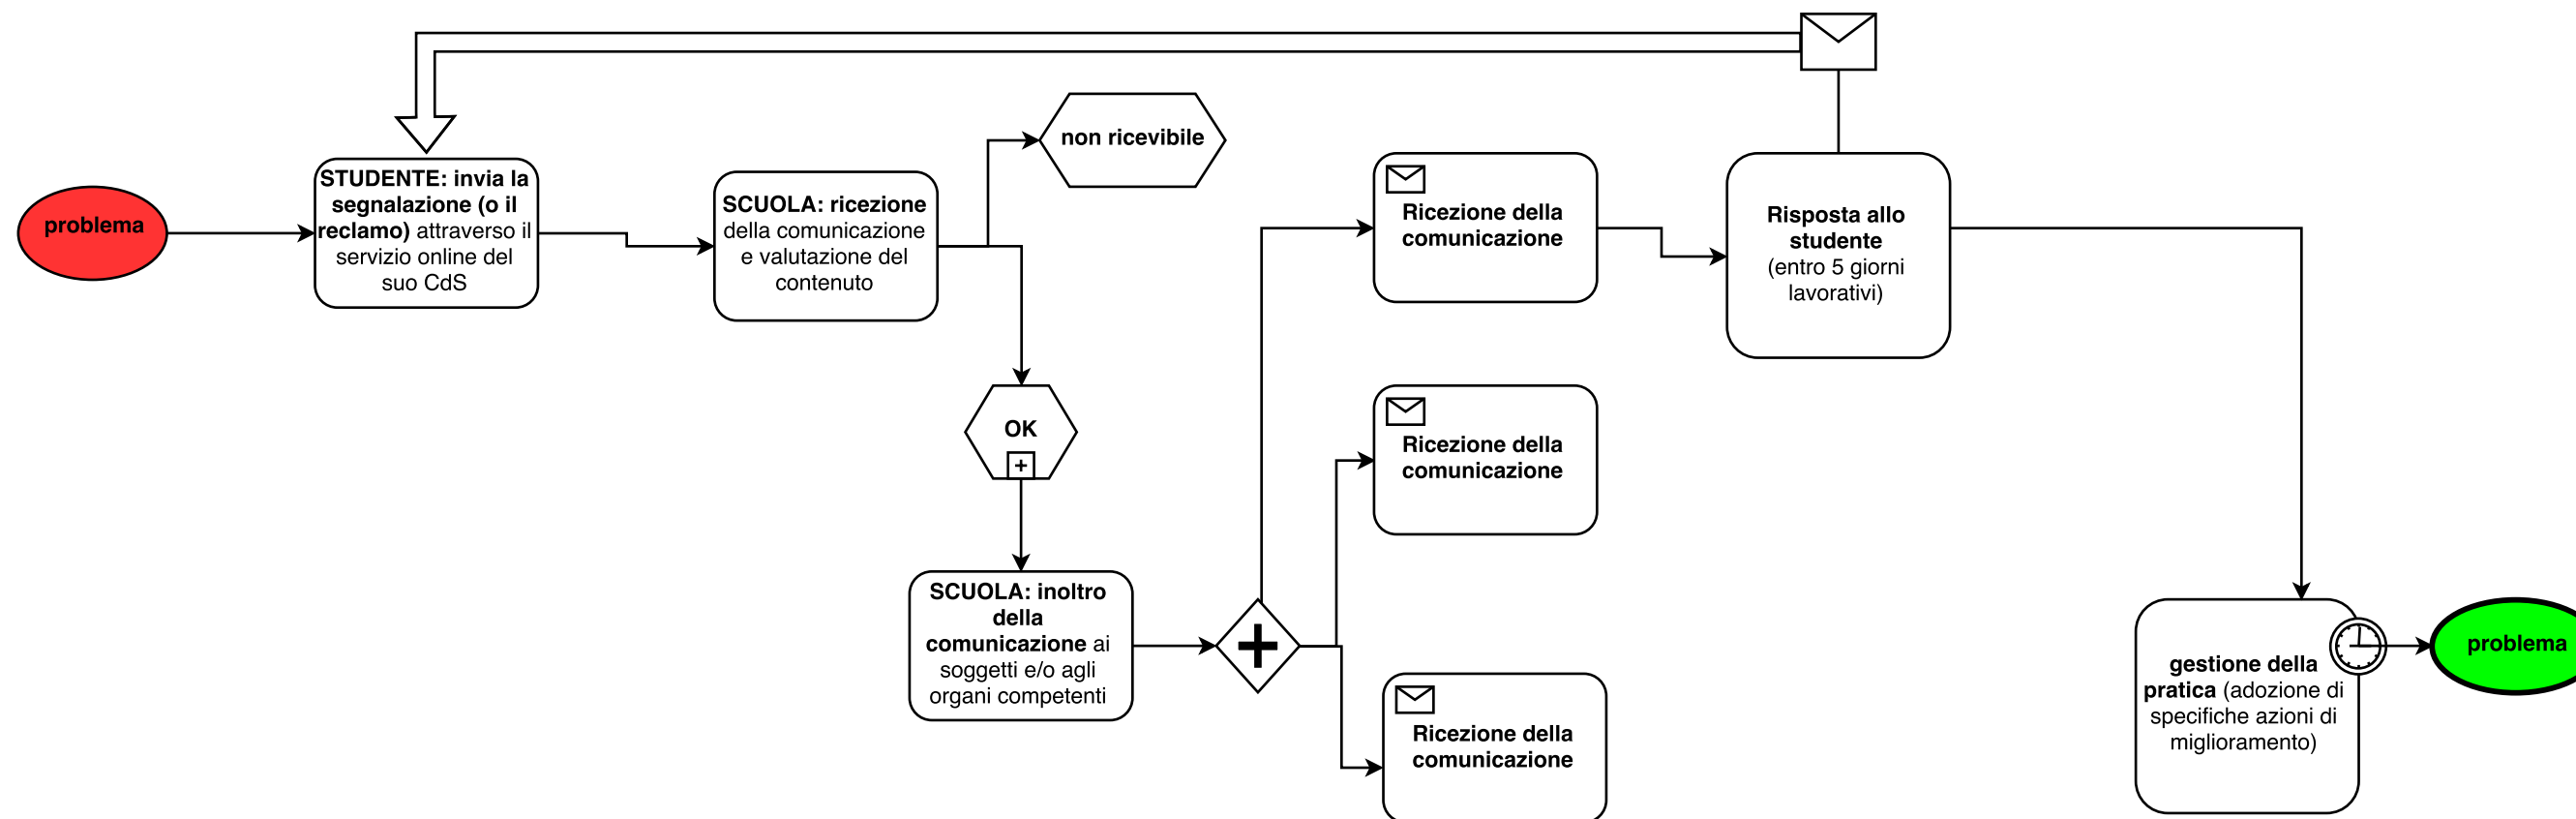 problema
STUDENTE: invia la
segnalazione (o il
reclamo) attraverso il
servizio online del
suo CdS
SCUOLA: ricezione
della comunicazione
e valutazione del
contenuto
non ricevibile
OK
SCUOLA: inoltro
della
comunicazione ai
soggetti e/o agli
organi competenti
Ricezione della
comunicazione
Ricezione della
comunicazione
Ricezione della
comunicazione
Risposta allo
studente
(entro 5 giorni
lavorativi)
gestione della
pratica (adozione di
specifiche azioni di
miglioramento)
problema